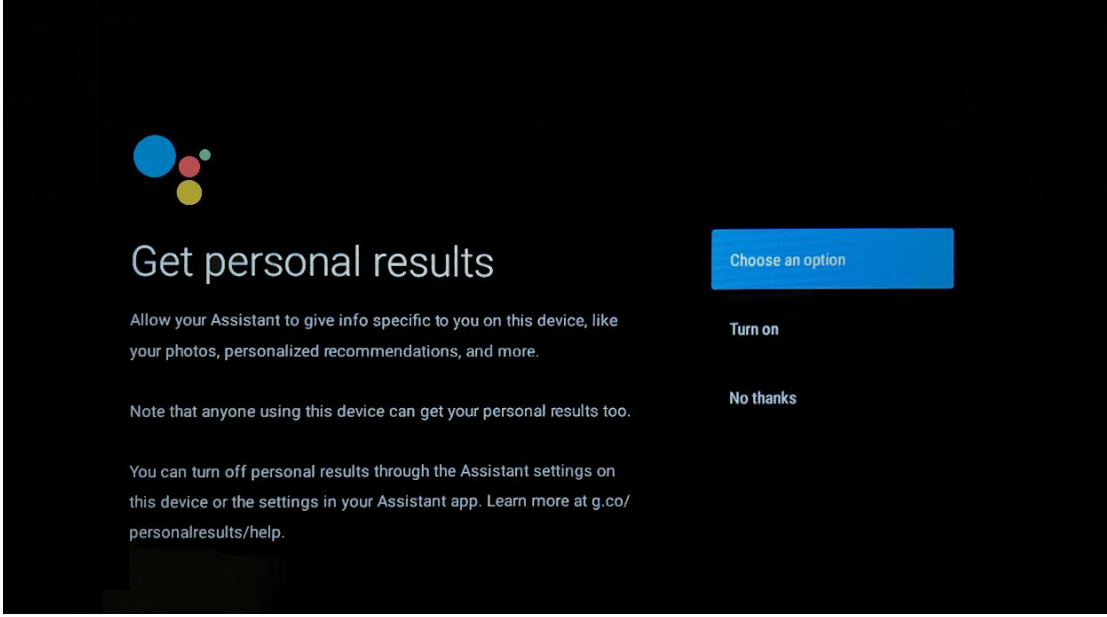 Get personal results
Allow your Assistant to give info specific to you on this device, like
your photos, personalized recommendations, and more.
Note that anyone using this device can get your personal results too.
You can turn off personal results through the Assistant settings on
this device or the settings in your Assistant app. Learn more at g.co/
personalresults/help.
Choose an option
Turn on
No thanks